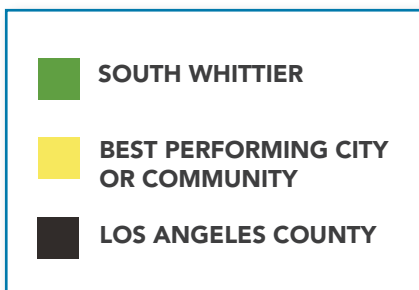 SOUTH WHITTIER
BEST PERFORMING CITY
OR COMMUNITY
LOS ANGELES COUNTY